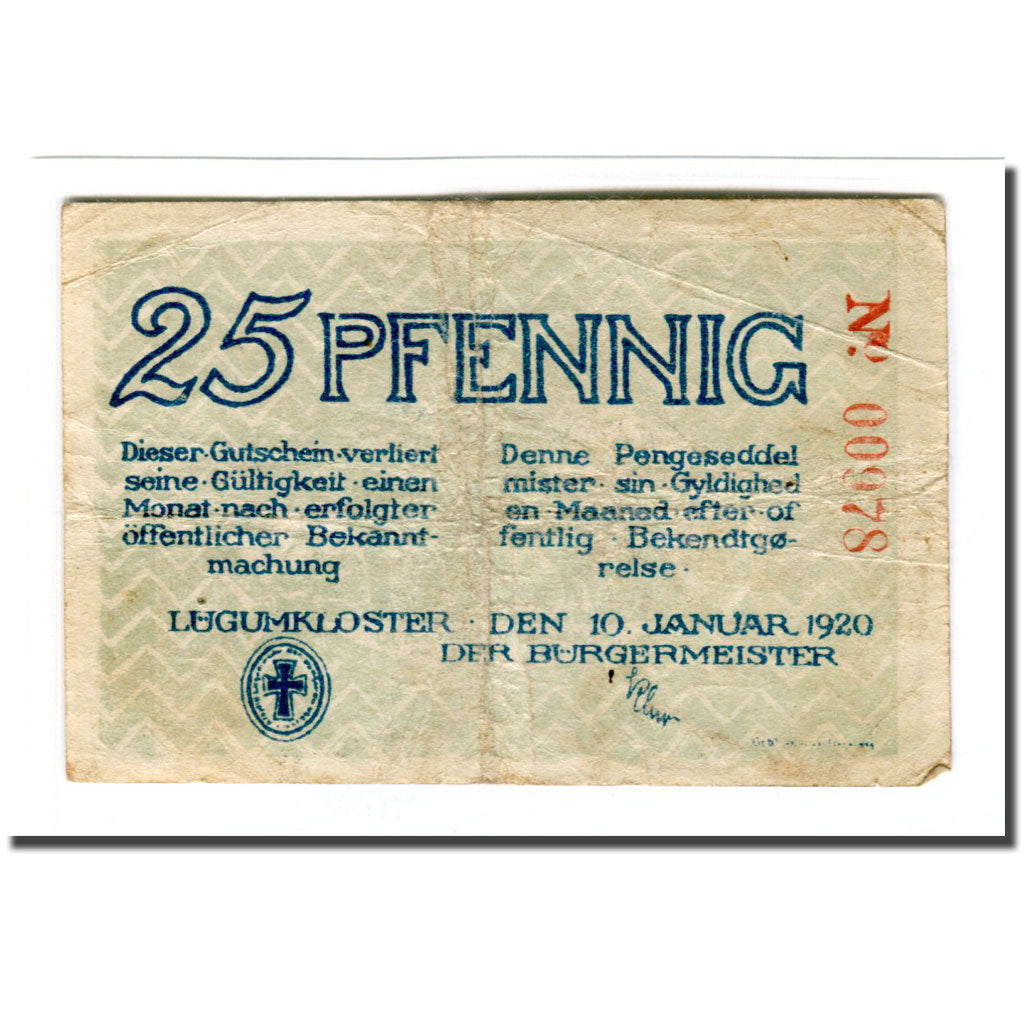 25 PFENNIG
Dieser·Gutschein·verliert
seine·Gültigkeit·einen
Monat·nach·erfolgter
öffentlicher Bekannt-
machung
Denne Pengeseddel
mister·sin·Gyldighed
en·Maaned efter·of
fentlig·Bekendtgø-
relse·
LÜGUMKLOSTER · DEN 10. JANUAR 1920
DER BÜRGERMEISTER
Nº 00978